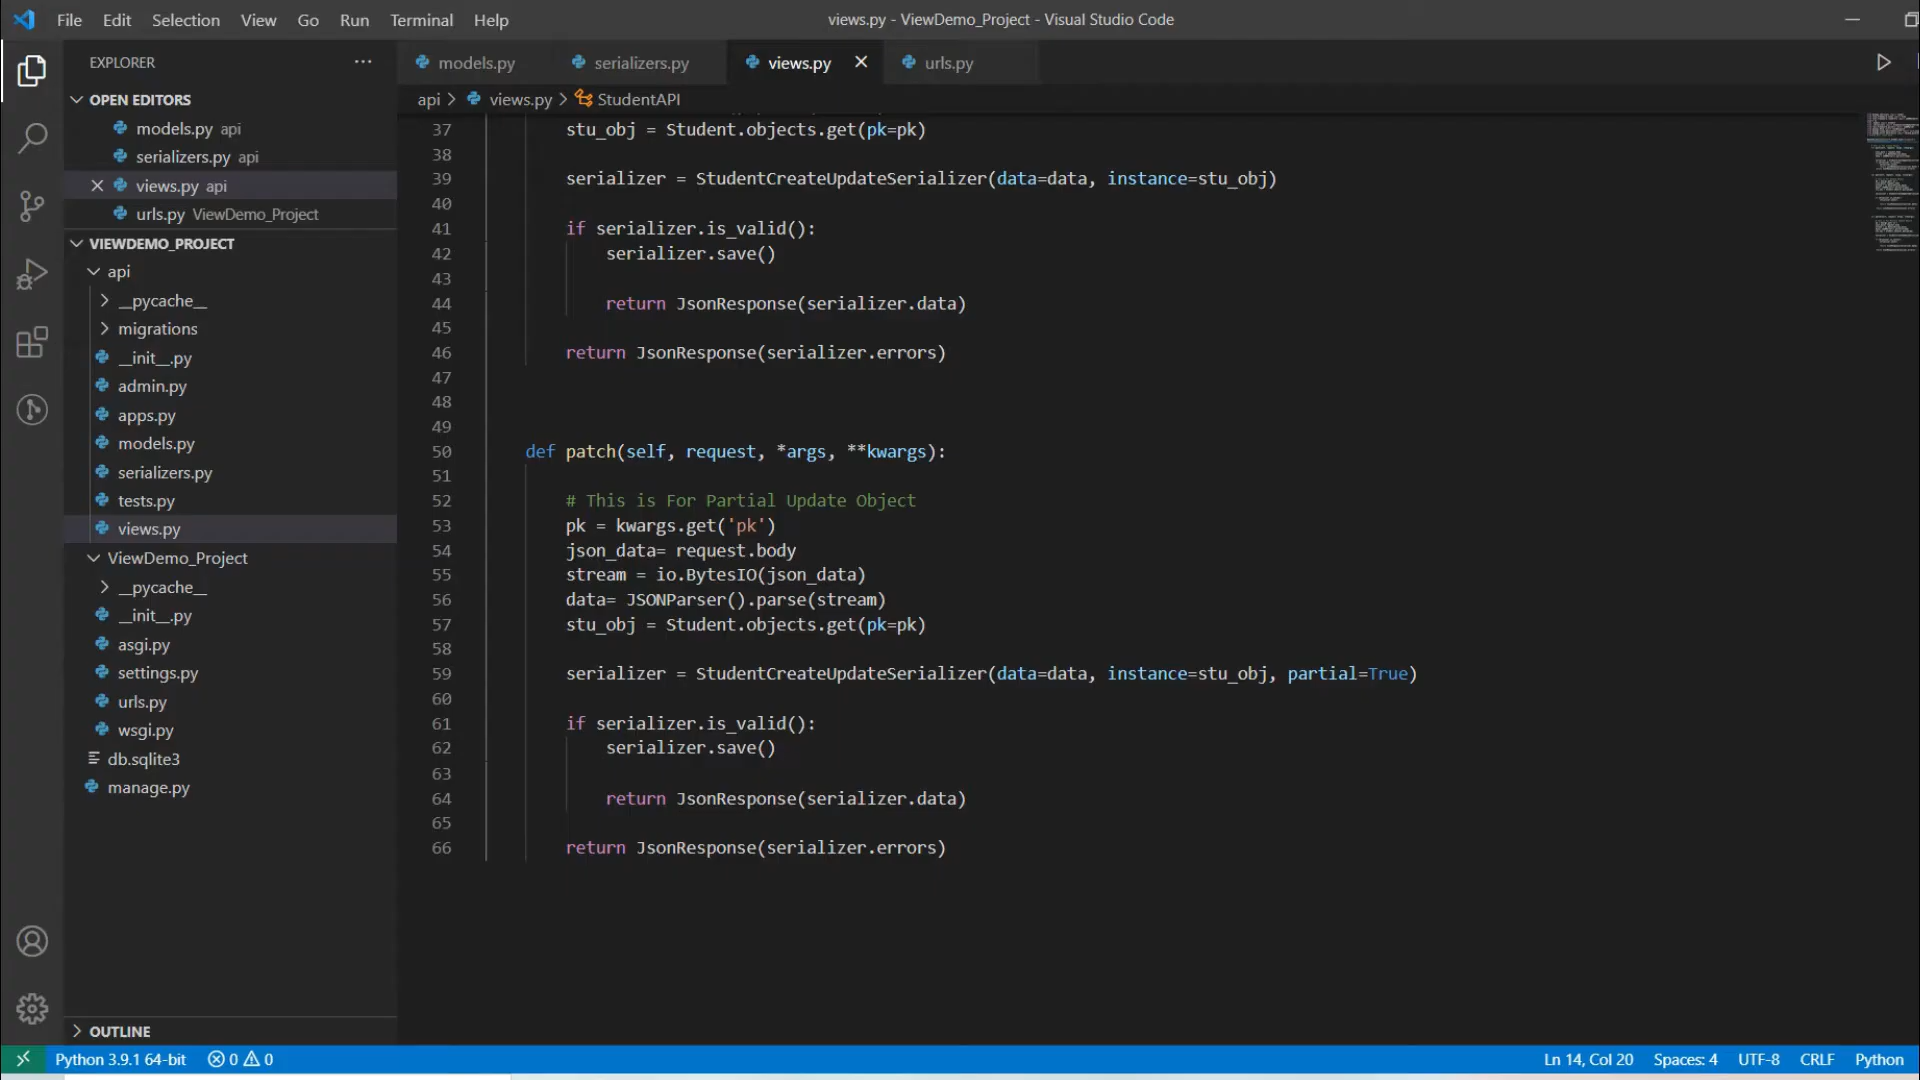 File Edit Selection View Go Run Terminal Help
views.py - ViewDemo_Project - Visual Studio Code
EXPLORER
OPEN EDITORS
models.py api
serializers.py api
views.py api
urls.py ViewDemo_Project
VIEWDEMO_PROJECT
api
__pycache__
migrations
__init__.py
admin.py
apps.py
models.py
serializers.py
tests.py
views.py
ViewDemo_Project
__pycache__
__init__.py
asgi.py
settings.py
urls.py
wsgi.py
db.sqlite3
manage.py
OUTLINE
models.py serializers.py views.py urls.py
api > views.py > StudentAPI
37 stu_obj = Student.objects.get(pk=pk)
38
39 serializer = StudentCreateUpdateSerializer(data=data, instance=stu_obj)
40
41 if serializer.is_valid():
42 serializer.save()
43
44 return JsonResponse(serializer.data)
45
46 return JsonResponse(serializer.errors)
47
48
49
50 def patch(self, request, *args, **kwargs):
51
52 # This is For Partial Update Object
53 pk = kwargs.get('pk')
54 json_data= request.body
55 stream = io.BytesIO(json_data)
56 data= JSONParser().parse(stream)
57 stu_obj = Student.objects.get(pk=pk)
58
59 serializer = StudentCreateUpdateSerializer(data=data, instance=stu_obj, partial=True)
60
61 if serializer.is_valid():
62 serializer.save()
63
64 return JsonResponse(serializer.data)
65
66 return JsonResponse(serializer.errors)
Python 3.9.1 64-bit 0 0
Ln 14, Col 20 Spaces: 4 UTF-8 CRLF Python